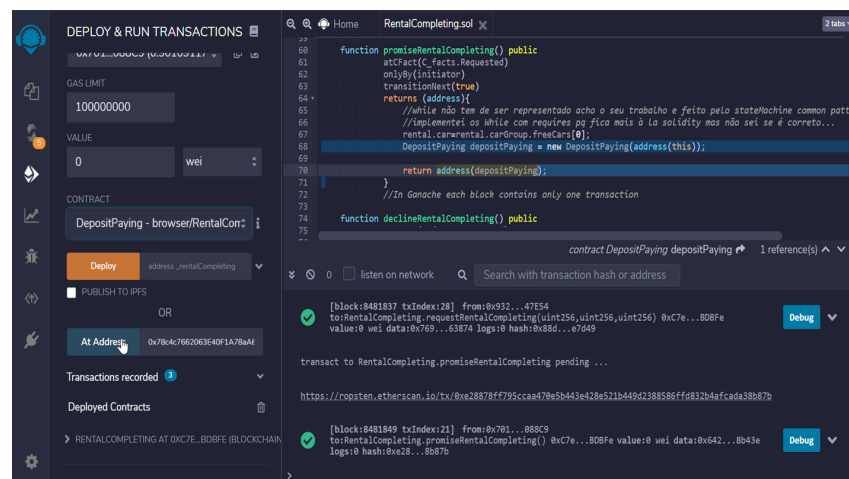 DEPLOY & RUN TRANSACTIONS
GAS LIMIT
100000000
VALUE
0
wei
CONTRACT
DepositPaying - browser/RentalCom
i
Deploy
address _rentalCompleting
PUBLISH TO IPFS
OR
At Address
0x78c4c7662063E40F1A78aAE
Transactions recorded 3
Deployed Contracts
RENTALCOMPLETING AT 0XC7E...BDBFE (BLOCKCHAIN
5
Home
RentalCompleting.sol
2 tabs
59
60 function promiseRentalCompleting() public
61 atCFact(C_facts.Requested)
62 onlyBy(initiator)
63 transitionNext(true)
64 returns (address){
65 //while não tem de ser representado acho o seu trabalho e feito pelo stateMachine common patt
66 //implementei os While com requires pq fica mais à la solidity mas não sei se é correto...
67 rental.car=rental.carGroup.freeCars[0];
68 DepositPaying depositPaying = new DepositPaying(address(this));
69
70 return address(depositPaying);
71 }
72 //In Ganache each block contains only one transaction
73
74 function declineRentalCompleting() public
75
contract DepositPaying depositPaying
1 reference(s)
0
listen on network
Search with transaction hash or address
[block:8481837 txIndex:28] from:0x932...47E54
to:RentalCompleting.requestRentalCompleting(uint256,uint256,uint256) 0xC7e...BDBFe
value:0 wei data:0x769...63874 logs:0 hash:0x88d...e7d49
Debug
transact to RentalCompleting.promiseRentalCompleting pending ...
https://ropsten.etherscan.io/tx/0xe28878ff795ccaa470e5b443e428e521b449d2388586ffd832b4afcada38b87b
[block:8481849 txIndex:21] from:0x701...088C9
to:RentalCompleting.promiseRentalCompleting() 0xC7e...BDBFe value:0 wei data:0x642...8b43e
logs:0 hash:0xe28...8b87b
Debug
>